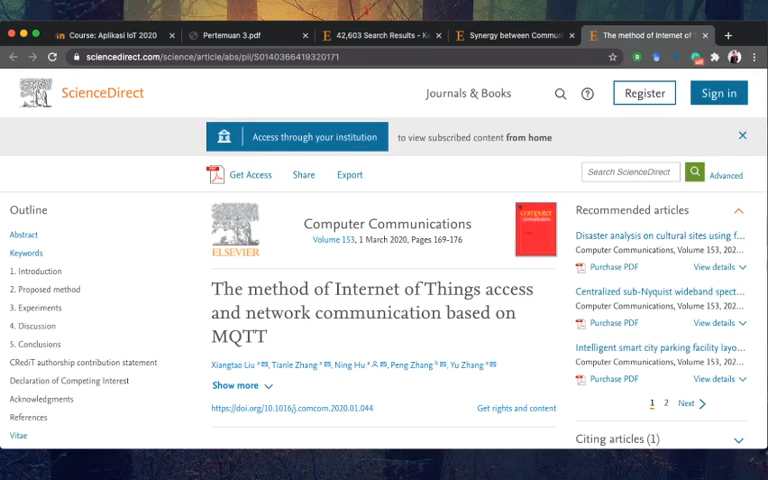 Course: Aplikasi IoT 2020
Pertemuan 3.pdf
42,603 Search Results - Ke
Synergy between Commun
The method of Internet of T
sciencedirect.com/science/article/abs/pii/S0140366419320171
ScienceDirect
Journals & Books
Register
Sign in
Access through your institution
to view subscribed content from home
Get Access
Share
Export
Search ScienceDirect
Advanced
Outline
Abstract
Keywords
1. Introduction
2. Proposed method
3. Experiments
4. Discussion
5. Conclusions
CRediT authorship contribution statement
Declaration of Competing Interest
Acknowledgments
References
Vitae
ELSEVIER
Computer Communications
Volume 153, 1 March 2020, Pages 169-176
computer
communications
The method of Internet of Things access
and network communication based on
MQTT
Xiangtao Liu a, Tianle Zhang a, Ning Hu a, Peng Zhang b, Yu Zhang a
Show more
https://doi.org/10.1016/j.comcom.2020.01.044
Get rights and content
Recommended articles
Disaster analysis on cultural sites using f...
Computer Communications, Volume 153, 202...
Purchase PDF
View details
Centralized sub-Nyquist wideband spect...
Computer Communications, Volume 153, 202...
Purchase PDF
View details
Intelligent smart city parking facility layo...
Computer Communications, Volume 153, 202...
Purchase PDF
View details
1 2 Next
Citing articles (1)